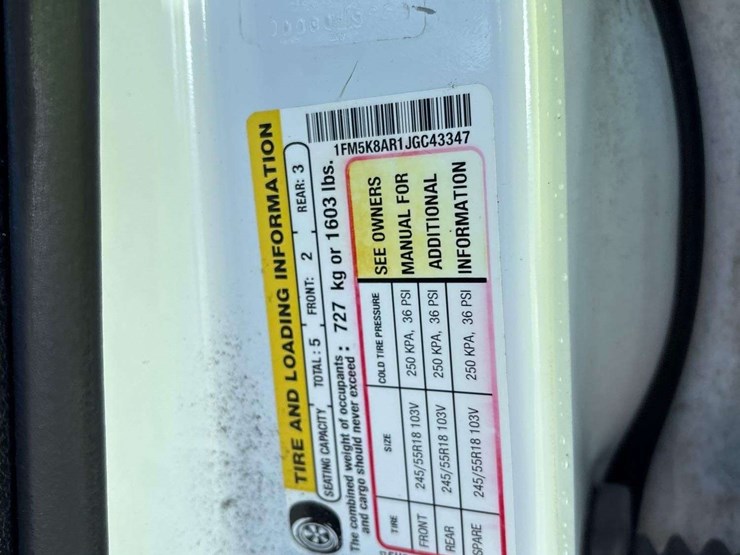 TIRE AND LOADING INFORMATION
SEATING CAPACITY TOTAL: 5 FRONT: 2 REAR: 3
The combined weight of occupants : 727 kg or 1603 lbs.
and cargo should never exceed
1FM5K8AR1JGC43347
TIRE SIZE COLD TIRE PRESSURE
FRONT 245/55R18 103V 250 KPA, 36 PSI
REAR 245/55R18 103V 250 KPA, 36 PSI
SPARE 245/55R18 103V 250 KPA, 36 PSI
SEE OWNERS
MANUAL FOR
ADDITIONAL
INFORMATION